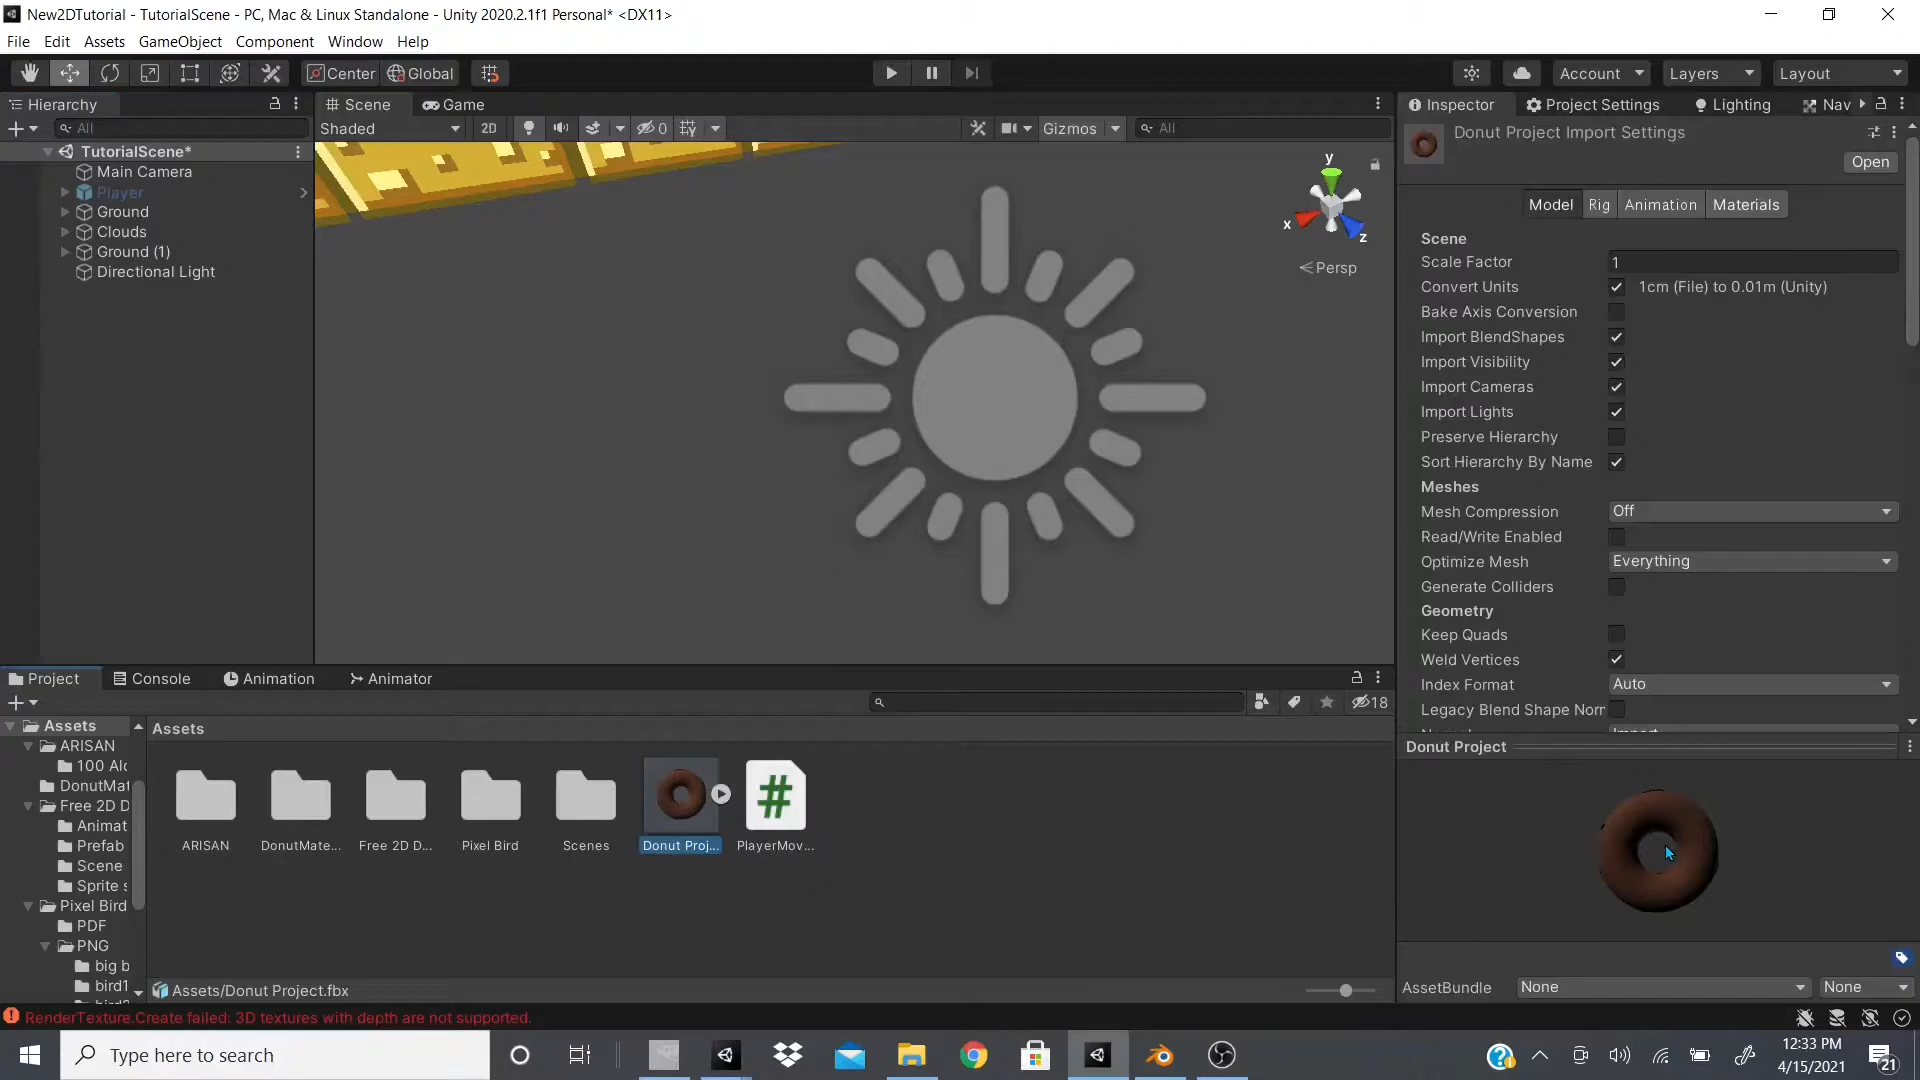 New2DTutorial - TutorialScene - PC, Mac & Linux Standalone - Unity 2020.2.1f1 Personal* <DX11>
File Edit Assets GameObject Component Window Help
Center Global Account Layers Layout
Hierarchy
All
TutorialScene*
Main Camera
Player
Ground
Clouds
Ground (1)
Directional Light
Scene Game
Shaded 2D 0 Gizmos All
y
x
z
Persp
Inspector Project Settings Lighting Nav
Donut Project Import Settings
Open
Model Rig Animation Materials
Scene
Scale Factor 1
Convert Units 1cm (File) to 0.01m (Unity)
Bake Axis Conversion
Import BlendShapes
Import Visibility
Import Cameras
Import Lights
Preserve Hierarchy
Sort Hierarchy By Name
Meshes
Mesh Compression Off
Read/Write Enabled
Optimize Mesh Everything
Generate Colliders
Geometry
Keep Quads
Weld Vertices
Index Format Auto
Legacy Blend Shape Norr
Donut Project
AssetBundle None None
Project Console Animation Animator
18
Assets
ARISAN
100 Alc
DonutMat
Free 2D D
Animat
Prefab
Scene
Sprite s
Pixel Bird
PDF
PNG
big b
bird1
Assets
ARISAN DonutMate... Free 2D D... Pixel Bird Scenes Donut Proj... PlayerMov...
Assets/Donut Project.fbx
RenderTexture.Create failed: 3D textures with depth are not supported.
Type here to search
12:33 PM
4/15/2021
21